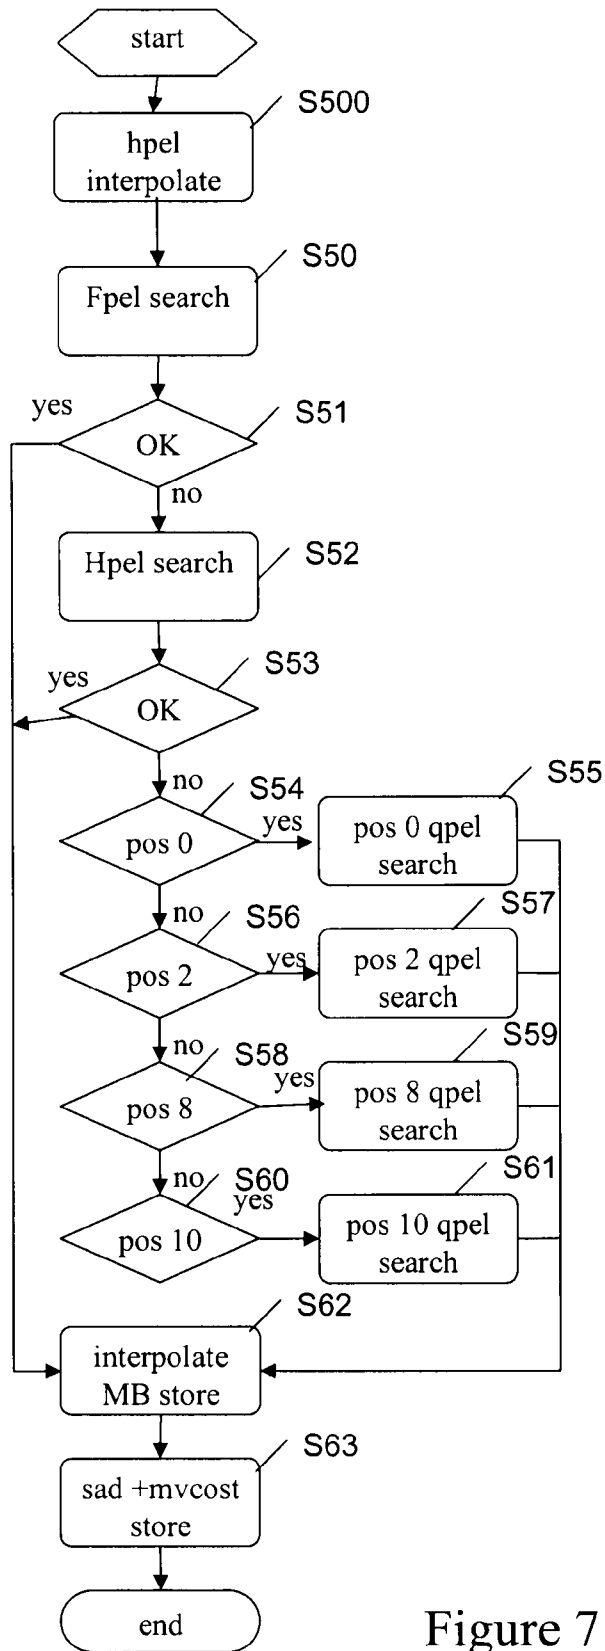 start
S500
hpel
interpolate
S50
Fpel search
yes
S51
OK
no
Hpel search
S52
yes
S53
OK
no
S54
S55
pos 0
yes
pos 0 qpel
search
no
S56
S57
pos 2
yes
pos 2 qpel
search
no
S58
S59
pos 8
yes
pos 8 qpel
search
no
S60
S61
pos 10
yes
pos 10 qpel
search
S62
interpolate
MB store
S63
sad +mvcost
store
end
Figure 7